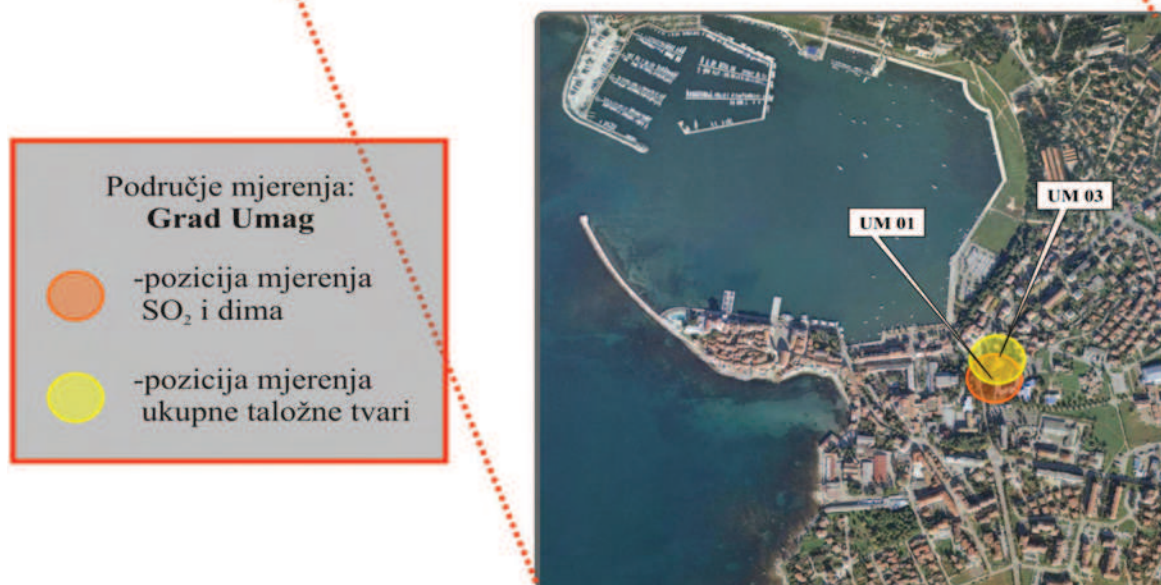 Područje mjerenja:
Grad Umag
-pozicija mjerenja
SO₂ i dima
-pozicija mjerenja
ukupne taložne tvari
UM 03
UM 01